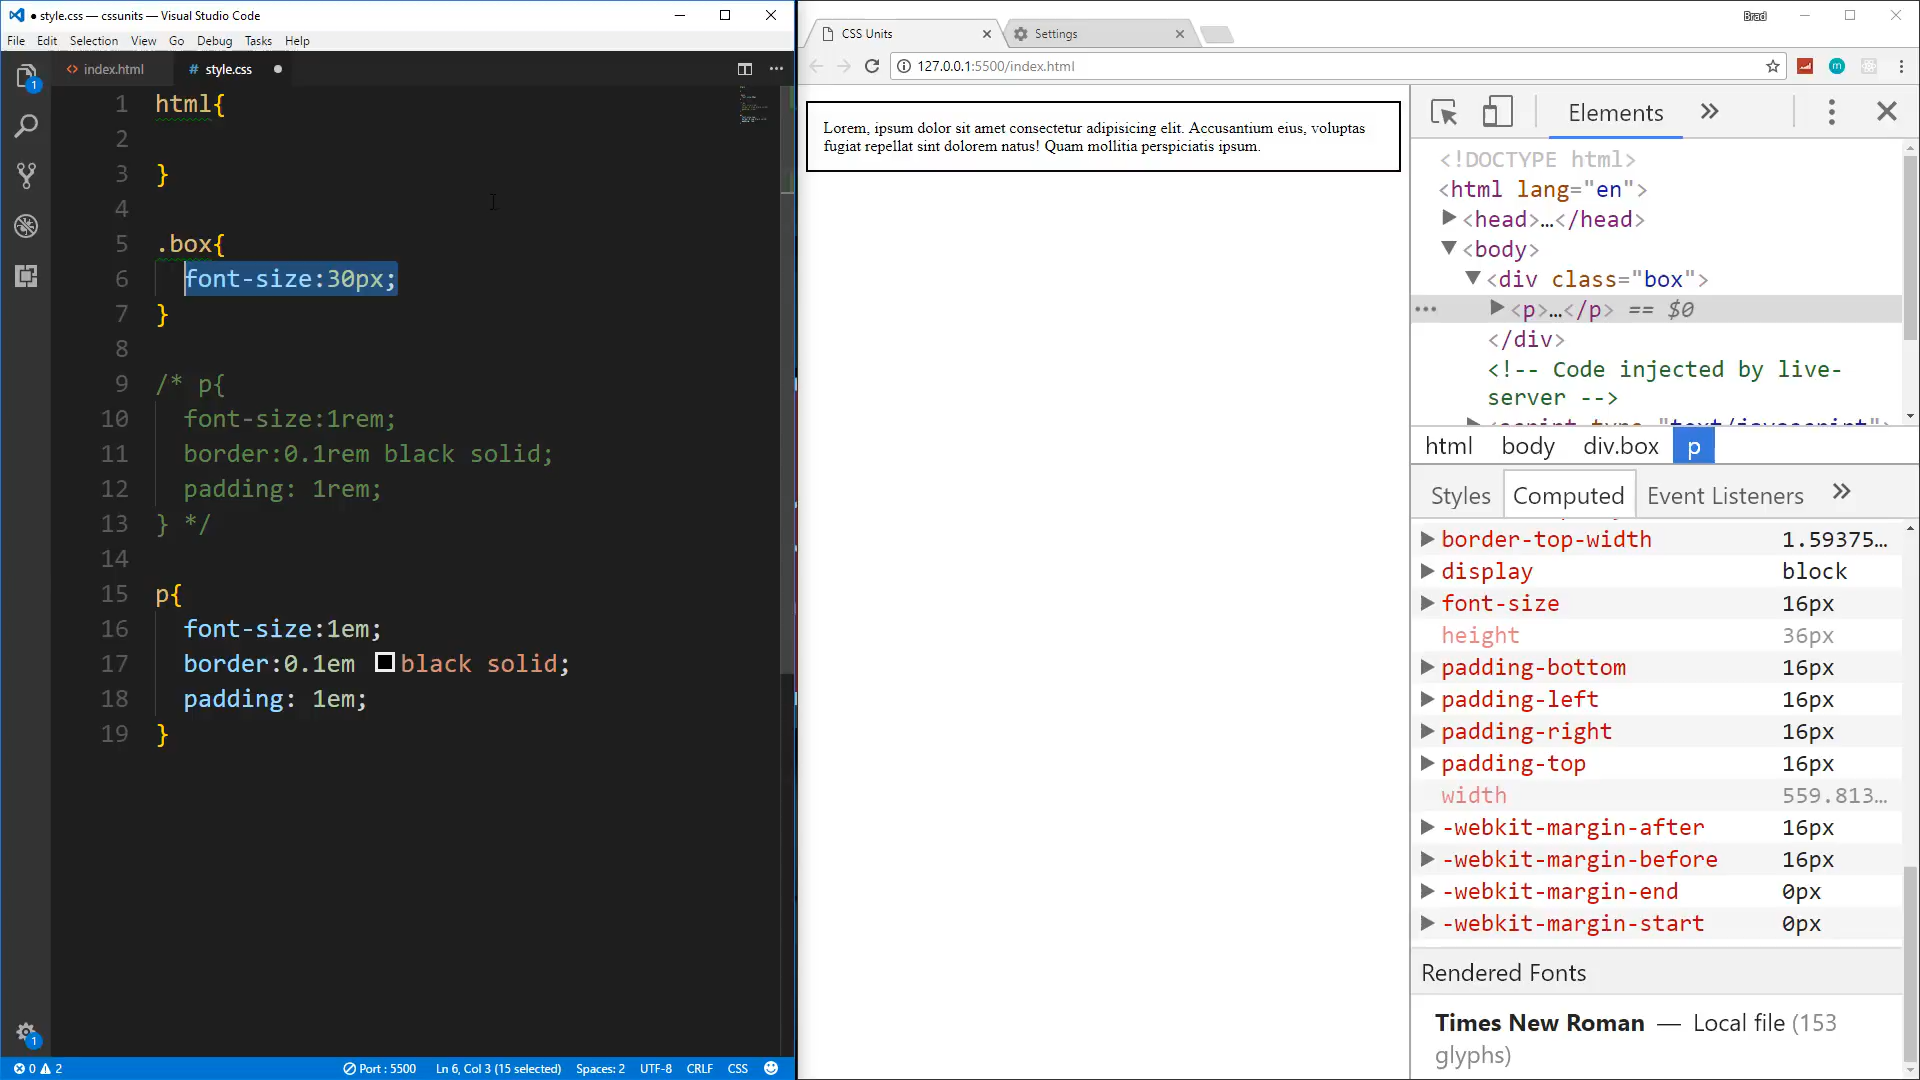 ● style.css — cssunits — Visual Studio Code
File Edit Selection View Go Debug Tasks Help
<> index.html
# style.css ●
1 html{
2
3 }
4
5 .box{
6 font-size:30px;
7 }
8
9 /* p{
10 font-size:1rem;
11 border:0.1rem black solid;
12 padding: 1rem;
13 } */
14
15 p{
16 font-size:1em;
17 border:0.1em black solid;
18 padding: 1em;
19 }
1
1
0 2
Port : 5500 Ln 6, Col 3 (15 selected) Spaces: 2 UTF-8 CRLF CSS
CSS Units
Settings
Brad
127.0.0.1:5500/index.html
m
Lorem, ipsum dolor sit amet consectetur adipisicing elit. Accusantium eius, voluptas
fugiat repellat sint dolorem natus! Quam mollitia perspiciatis ipsum.
Elements »
<!DOCTYPE html>
<html lang="en">
<head>…</head>
<body>
<div class="box">
<p>…</p> == $0
</div>
<!-- Code injected by live-
server -->
<script type="text/javascript">
html body div.box p
Styles Computed Event Listeners »
border-top-width 1.59375…
display block
font-size 16px
height 36px
padding-bottom 16px
padding-left 16px
padding-right 16px
padding-top 16px
width 559.813…
-webkit-margin-after 16px
-webkit-margin-before 16px
-webkit-margin-end 0px
-webkit-margin-start 0px
Rendered Fonts
Times New Roman — Local file (153
glyphs)